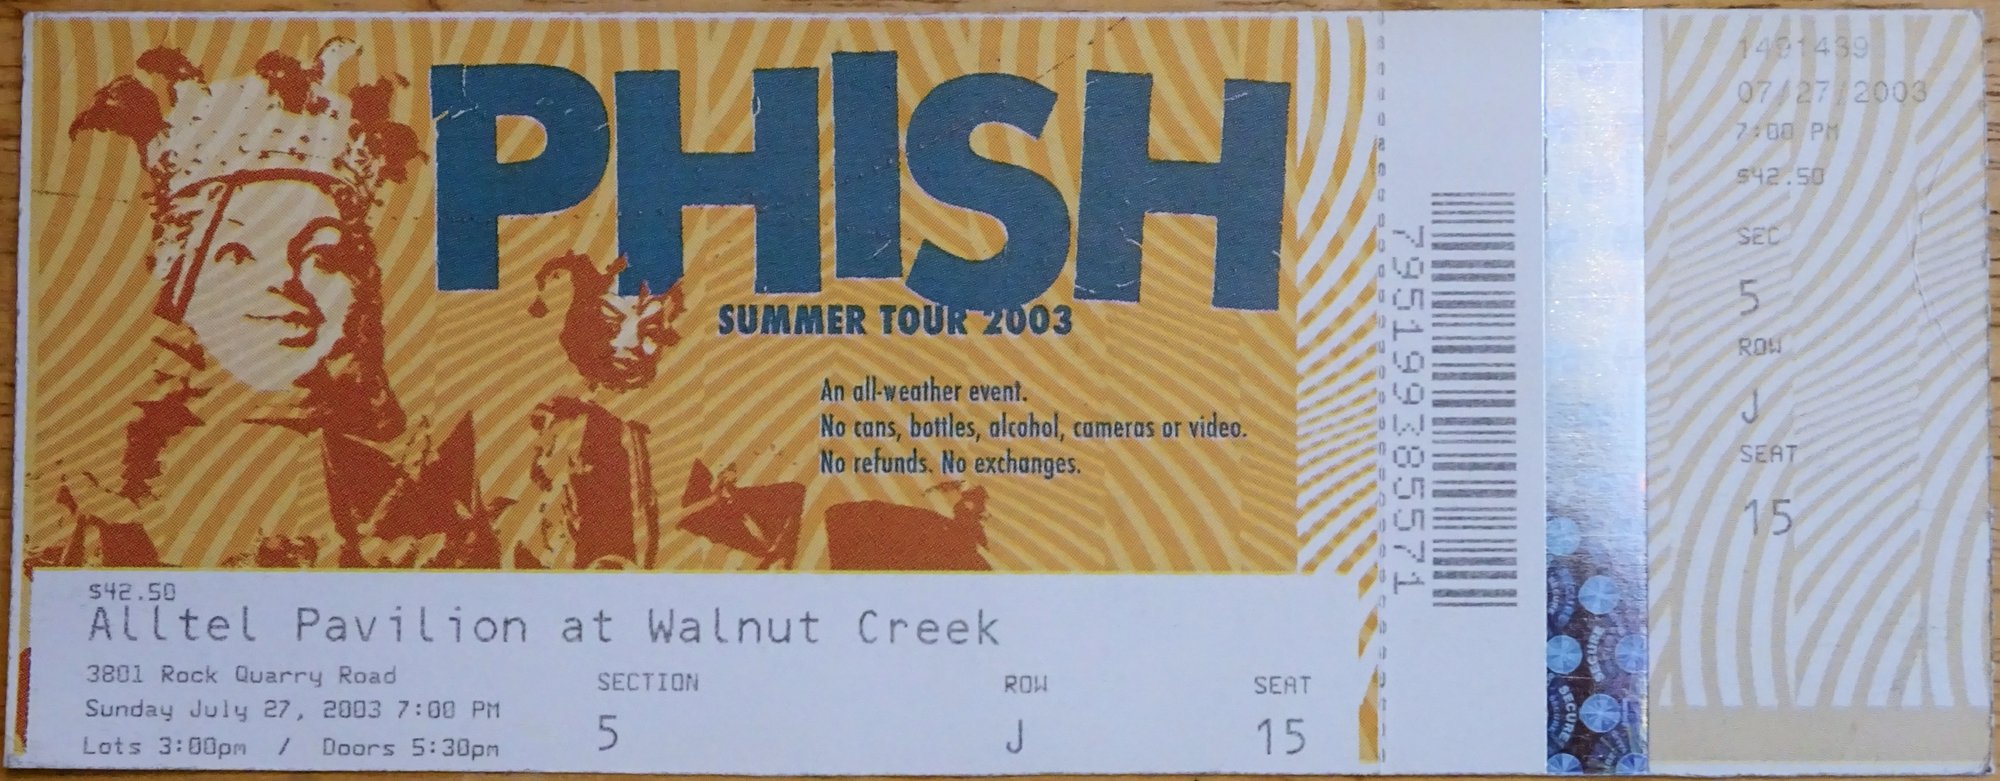 PHISH
SUMMER TOUR 2003
An all-weather event.
No cans, bottles, alcohol, cameras or video.
No refunds. No exchanges.
$42.50
Alltel Pavilion at Walnut Creek
3801 Rock Quarry Road
Sunday July 27, 2003 7:00 PM
Lots 3:00pm / Doors 5:30pm
SECTION ROW SEAT
5 J 15
795199385571
SECURE
1491439
07/27/2003
7:00 PM
$42.50
SEC
5
ROW
J
SEAT
15